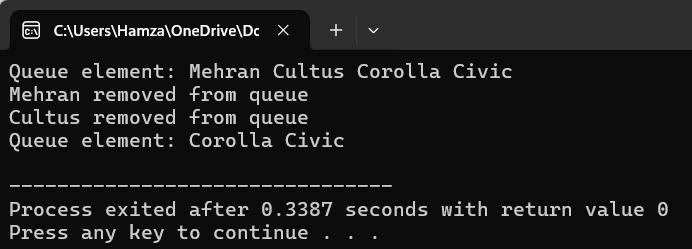 C:\Users\Hamza\OneDrive\Dc
Queue element: Mehran Cultus Corolla Civic
Mehran removed from queue
Cultus removed from queue
Queue element: Corolla Civic
--------------------------------
Process exited after 0.3387 seconds with return value 0
Press any key to continue . . .